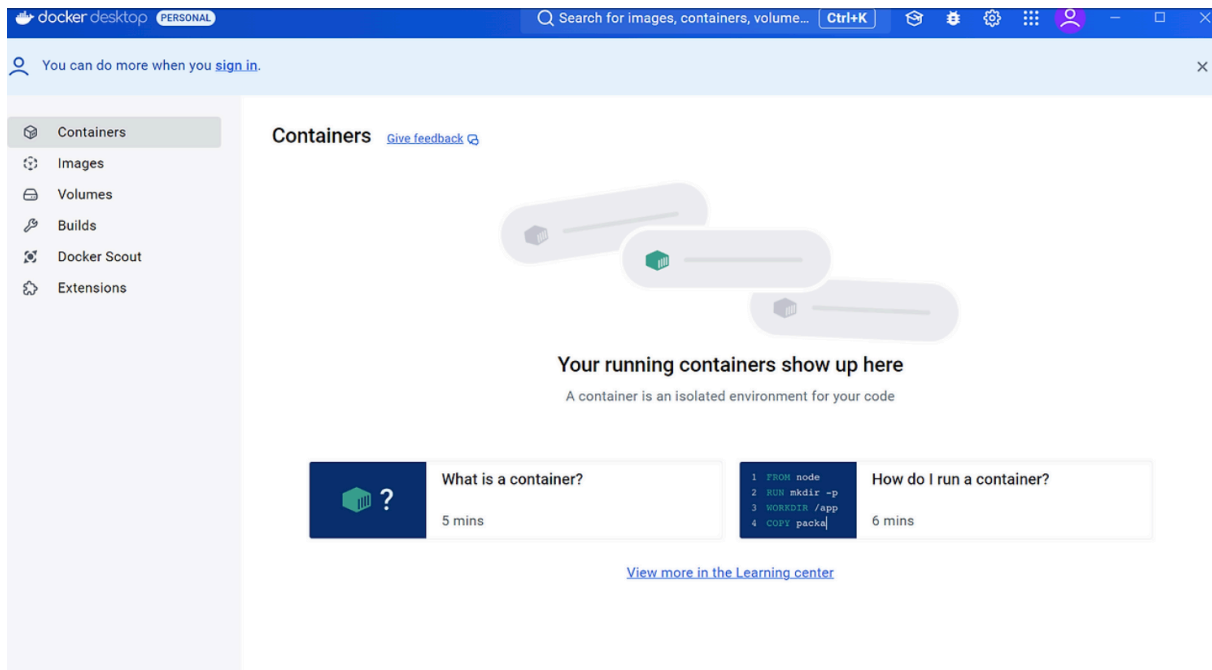 docker desktop PERSONAL
Search for images, containers, volume... Ctrl+K
You can do more when you sign in.
Containers
Images
Volumes
Builds
Docker Scout
Extensions
Containers Give feedback
Your running containers show up here
A container is an isolated environment for your code
?
What is a container?
5 mins
1 FROM node
2 RUN mkdir -p
3 WORKDIR /app
4 COPY packa
How do I run a container?
6 mins
View more in the Learning center